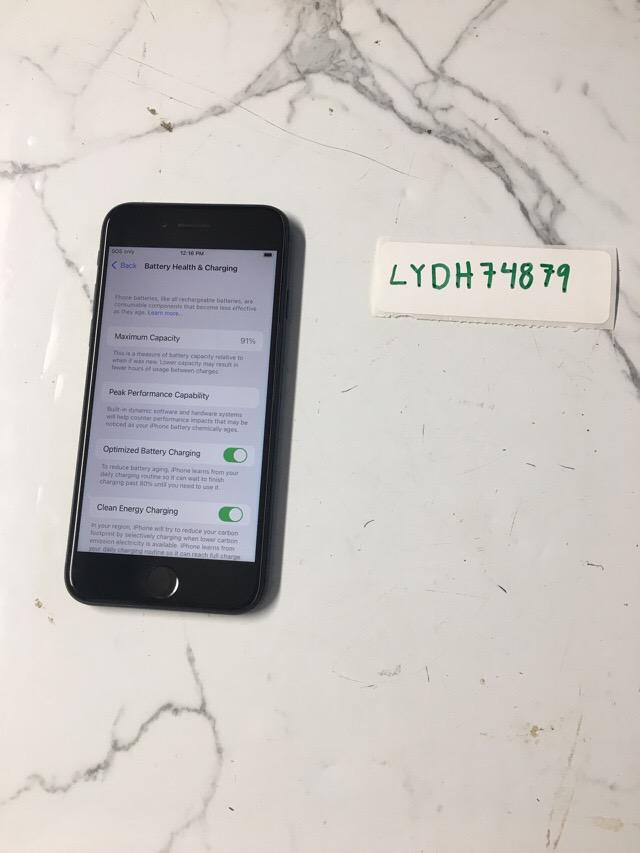 SOS only
12:16 PM
Back
Battery Health & Charging
Phone batteries, like all rechargeable batteries, are
consumable components that become less effective
as they age. Learn more...
Maximum Capacity 91%
This is a measure of battery capacity relative to
when it was new. Lower capacity may result in
fewer hours of usage between charges.
Peak Performance Capability
Built-in dynamic software and hardware systems
will help counter performance impacts that may be
noticed as your iPhone battery chemically ages.
Optimized Battery Charging
To reduce battery aging, iPhone learns from your
daily charging routine so it can wait to finish
charging past 80% until you need to use it.
Clean Energy Charging
In your region, iPhone will try to reduce your carbon
footprint by selectively charging when lower carbon
emission electricity is available. iPhone learns from
your daily charging routine so it can reach full charge
LYDH74879